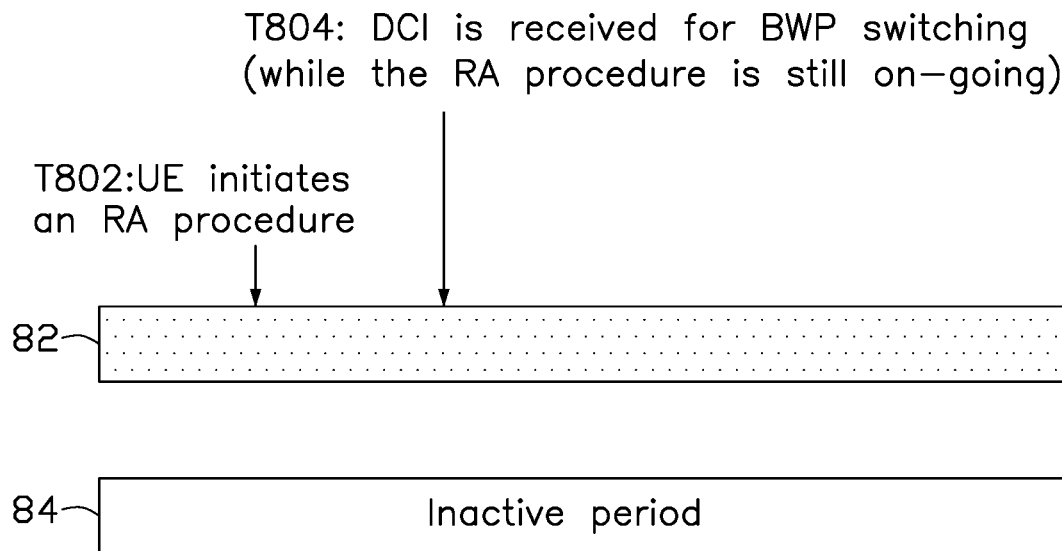 T804: DCI is received for BWP switching
(while the RA procedure is still on-going)
T802:UE initiates
an RA procedure
82
84
Inactive period